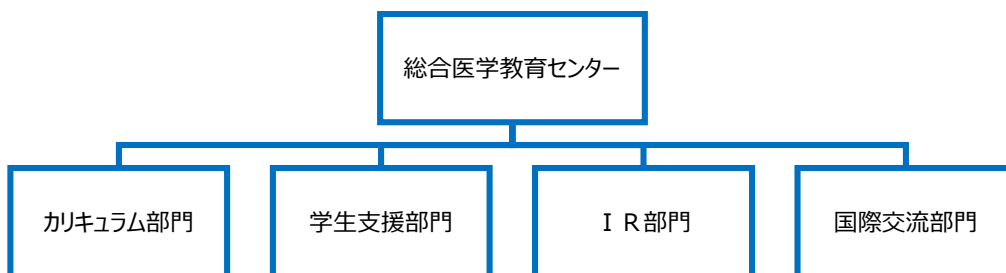 総合医学教育センター
カリキュラム部門
学生支援部門
ＩＲ部門
国際交流部門